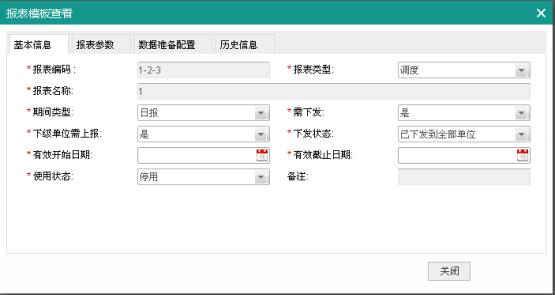 报表模板查看
基本信息 报表参数 数据准备配置 历史信息
*报表编码: 1-2-3 *报表类型: 调度
*报表名称: 1
*期间类型: 日报 *需下发: 是
*下级单位需上报: 是 *下发状态: 已下发到全部单位
*有效开始日期: *有效截止日期:
*使用状态: 停用 备注:
关闭